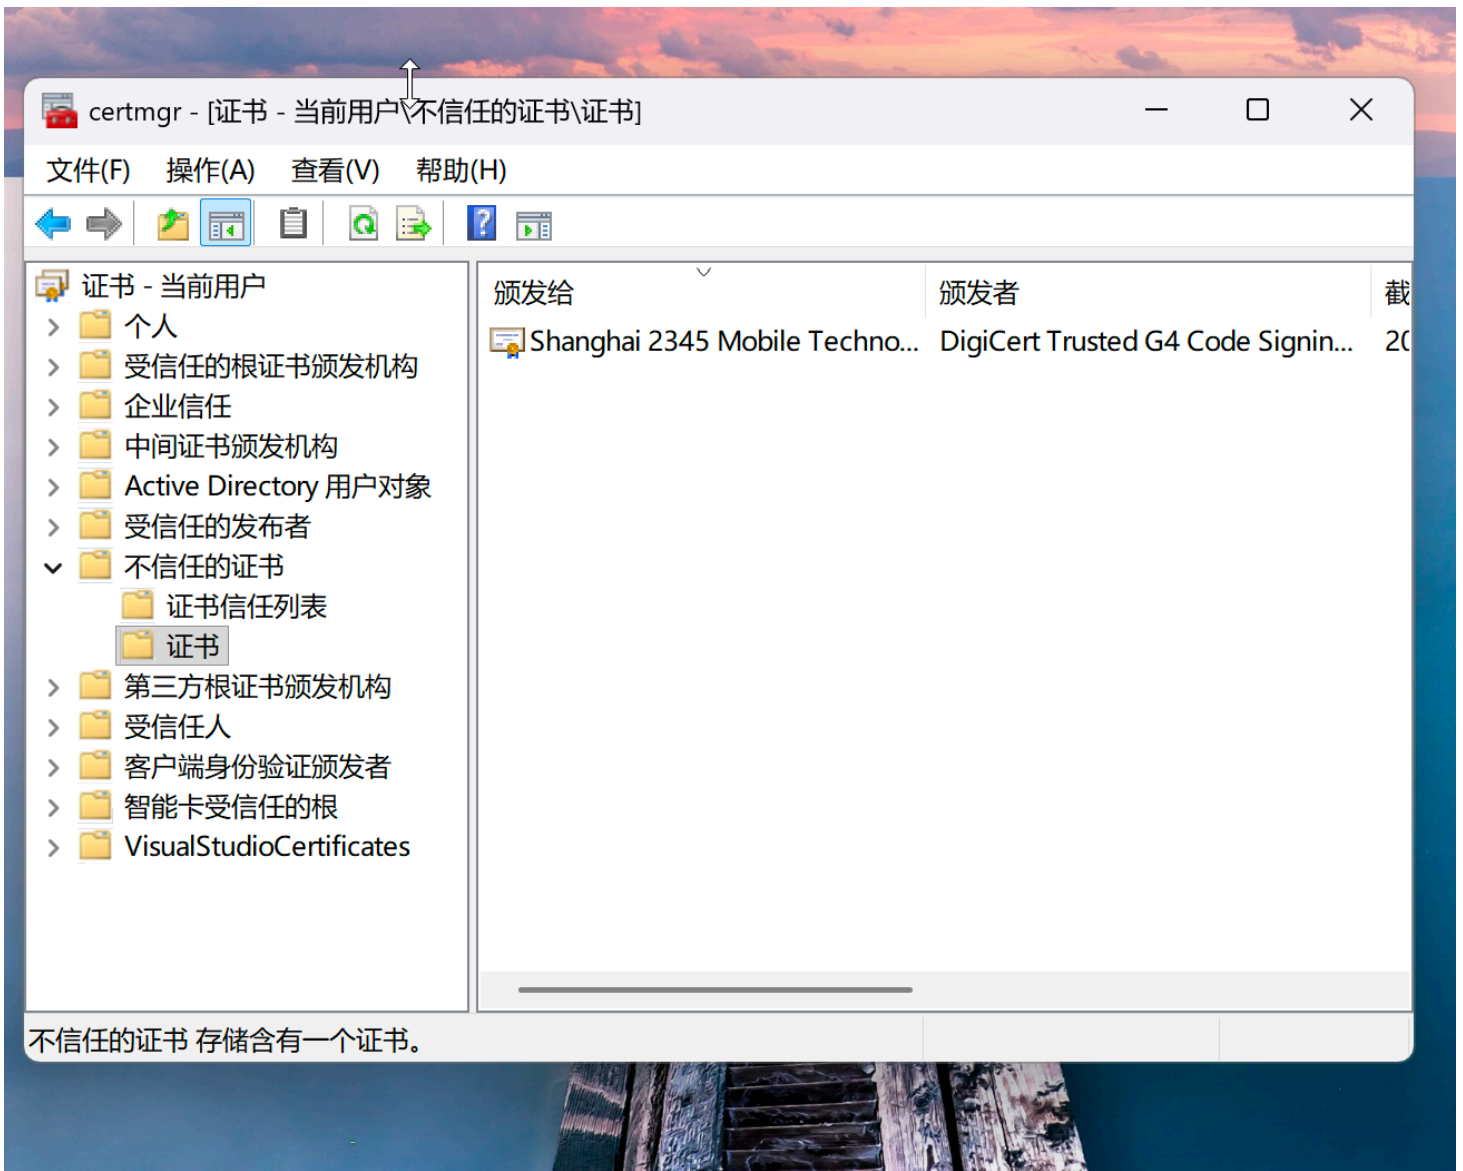 certmgr - [证书 - 当前用户\不信任的证书\证书]
文件(F) 操作(A) 查看(V) 帮助(H)
证书 - 当前用户
个人
受信任的根证书颁发机构
企业信任
中间证书颁发机构
Active Directory 用户对象
受信任的发布者
不信任的证书
证书信任列表
证书
第三方根证书颁发机构
受信任人
客户端身份验证颁发者
智能卡受信任的根
VisualStudioCertificates
颁发给 颁发者 截
Shanghai 2345 Mobile Techno... DigiCert Trusted G4 Code Signin... 20
不信任的证书 存储含有一个证书。